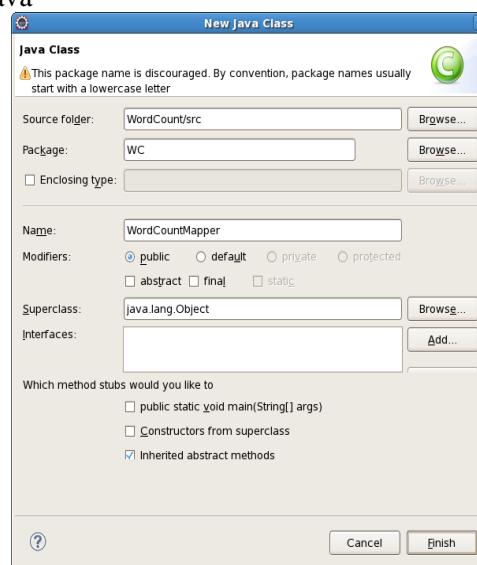 New Java Class
Java Class
This package name is discouraged. By convention, package names usually
start with a lowercase letter
Source folder: WordCount/src Browse...
Package: WC Browse...
Enclosing type: Browse...
Name: WordCountMapper
Modifiers: public default private protected
abstract final static
Superclass: java.lang.Object Browse...
Interfaces: Add...
Which method stubs would you like to
public static void main(String[] args)
Constructors from superclass
Inherited abstract methods
Cancel Finish